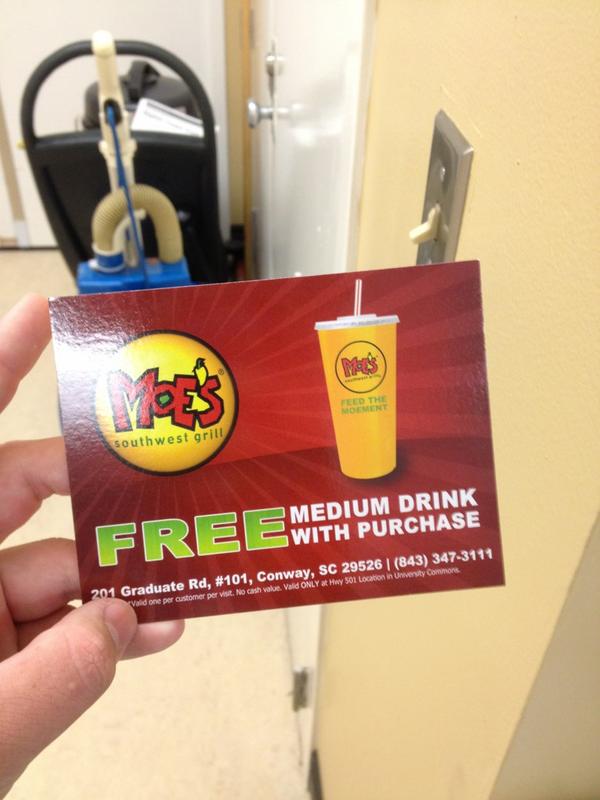 MOE'S
southwest grill
MOE'S
southwest grill
FEED THE
MOEMENT
FREE MEDIUM DRINK
WITH PURCHASE
201 Graduate Rd, #101, Conway, SC 29526 | (843) 347-3111
*Valid one per customer per visit. No cash value. Valid ONLY at Hwy 501 Location in University Commons.